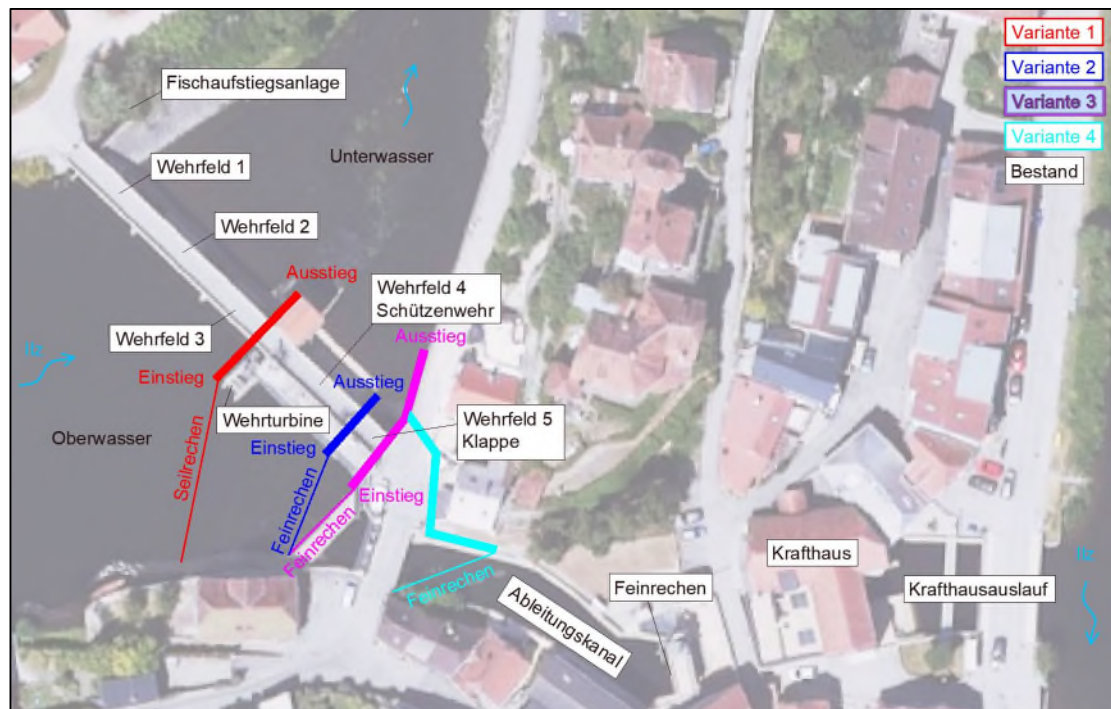 Variante 1
Variante 2
Variante 3
Variante 4
Bestand
Fischaufstiegsanlage
Unterwasser
Wehrfeld 1
Wehrfeld 2
Ausstieg
Wehrfeld 4
Schützenwehr
Wehrfeld 3
Ausstieg
Ilz
Einstieg
Ausstieg
Wehrturbine
Wehrfeld 5
Klappe
Oberwasser
Einstieg
Einstieg
Seilrechen
Feinrechen
Feinrechen
Feinrechen
Krafthaus
Ilz
Feinrechen
Krafthausauslauf
Ableitungskanal